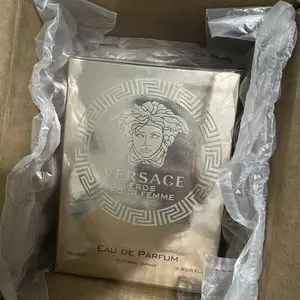 VERSACE
EROS
POUR FEMME
EAU DE PARFUM
NATURAL SPRAY